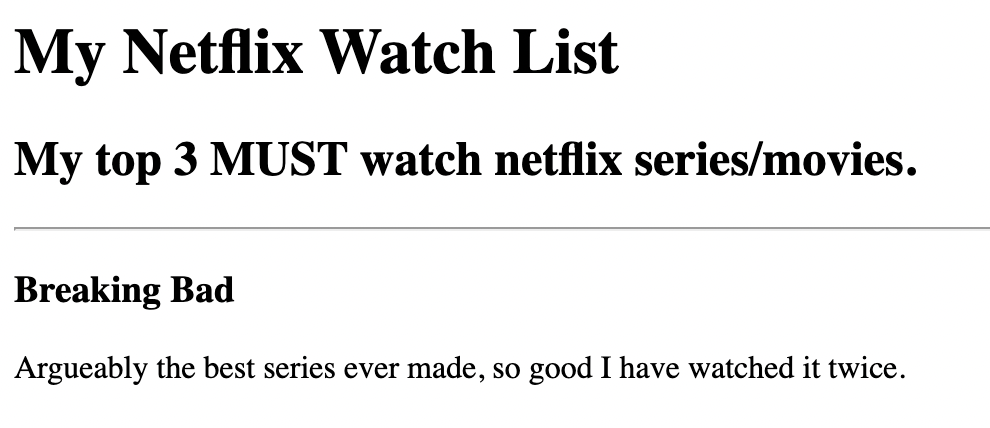 My Netflix Watch List
My top 3 MUST watch netflix series/movies.
Breaking Bad
Argueably the best series ever made, so good I have watched it twice.